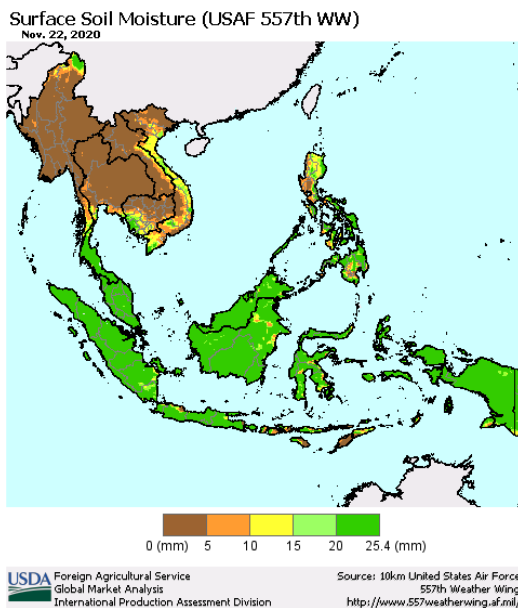 Surface Soil Moisture (USAF 557th WW)
Nov. 22, 2020
0 (mm) 5 10 15 20 25.4 (mm)
USDA Foreign Agricultural Service
Global Market Analysis
International Production Assessment Division
Source: 10km United States Air Force
557th Weather Wing
http://www.557weatherwing.af.mil/